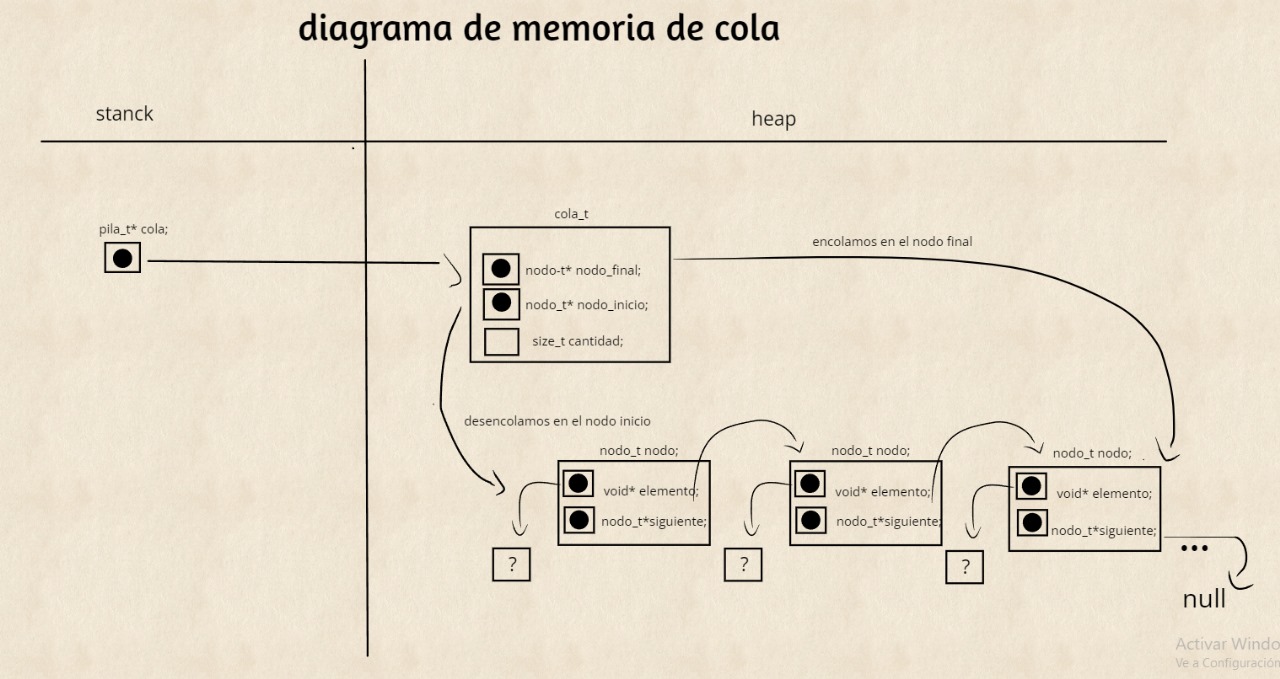 diagrama de memoria de cola
stanck
heap
cola_t
pila_t* cola;
encolamos en el nodo final
nodo-t* nodo_final;
nodo_t* nodo_inicio;
size_t cantidad;
desencolamos en el nodo inicio
nodo_t nodo;
void* elemento;
nodo_t*siguiente;
?
nodo_t nodo;
void* elemento;
nodo_t*siguiente;
?
nodo_t nodo;
void* elemento;
nodo_t*siguiente;
?
...
null
Activar Windo
Ve a Configuración